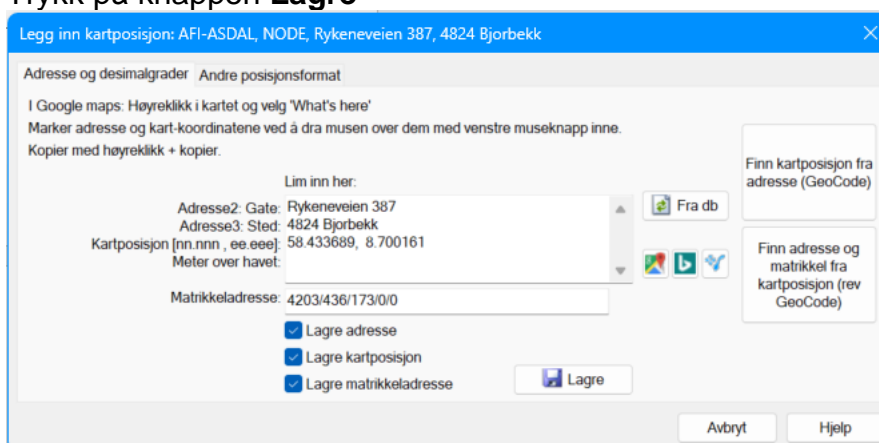 Trykk på knappen Lagre
Legg inn kartposisjon: AFI-ASDAL, NODE, Rykeneveien 387, 4824 Bjorbekk
Adresse og desimalgrader Andre posisjonsformat
I Google maps: Høyreklikk i kartet og velg 'What's here'
Marker adresse og kart-koordinatene ved å dra musen over dem med venstre museknapp inne.
Kopier med høyreklikk + kopier.
Lim inn her:
Adresse2: Gate: Rykeneveien 387
Adresse3: Sted: 4824 Bjorbekk
Kartposisjon [nn.nnn , ee.eee]: 58.433689, 8.700161
Meter over havet:
Fra db
Matrikkeladresse: 4203/436/173/0/0
Lagre adresse
Lagre kartposisjon
Lagre matrikkeladresse
Lagre
Finn kartposisjon fra
adresse (GeoCode)
Finn adresse og
matrikkel fra
kartposisjon (rev
GeoCode)
Avbryt Hjelp